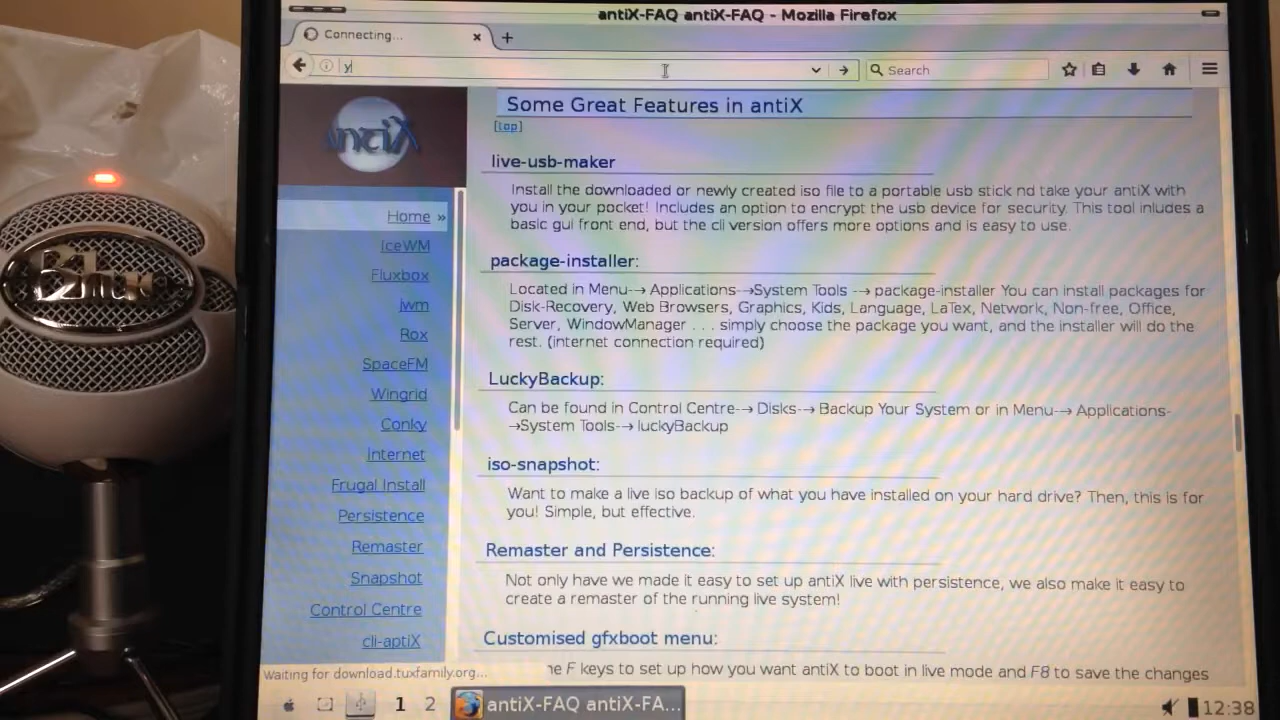 antiX-FAQ antiX-FAQ - Mozilla Firefox
Connecting...
y
Search
antiX
Home »
IceWM
Fluxbox
jwm
Rox
SpaceFM
Wingrid
Conky
Internet
Frugal Install
Persistence
Remaster
Snapshot
Control Centre
cli-aptiX
Some Great Features in antiX
[top]
live-usb-maker
Install the downloaded or newly created iso file to a portable usb stick nd take your antiX with
you in your pocket! Includes an option to encrypt the usb device for security. This tool inludes a
basic gui front end, but the cli version offers more options and is easy to use.
package-installer:
Located in Menu--→ Applications--→System Tools --→ package-installer You can install packages for
Disk-Recovery, Web Browsers, Graphics, Kids, Language, LaTex, Network, Non-free, Office,
Server, WindowManager . . . simply choose the package you want, and the installer will do the
rest. (internet connection required)
LuckyBackup:
Can be found in Control Centre--→ Disks--→ Backup Your System or in Menu--→ Applications-
-→System Tools--→ luckyBackup
iso-snapshot:
Want to make a live iso backup of what you have installed on your hard drive? Then, this is for
you! Simple, but effective.
Remaster and Persistence:
Not only have we made it easy to set up antiX live with persistence, we also make it easy to
create a remaster of the running live system!
Customised gfxboot menu:
F keys to set up how you want antiX to boot in live mode and F8 to save the changes
Waiting for download.tuxfamily.org...
1 2 antiX-FAQ antiX-FA... 12:38
Blue